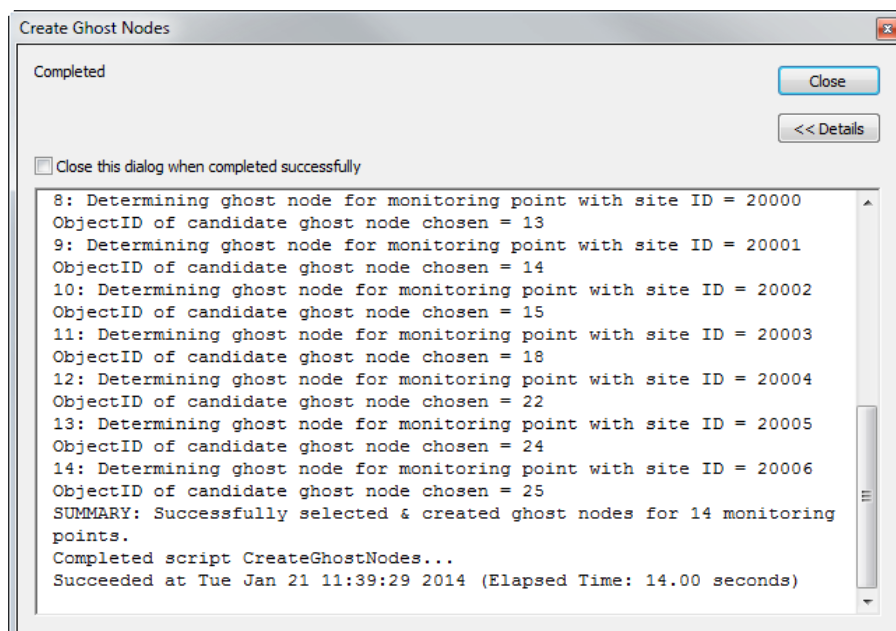 Create Ghost Nodes
Completed
Close
<< Details
Close this dialog when completed successfully
8: Determining ghost node for monitoring point with site ID = 20000
ObjectID of candidate ghost node chosen = 13
9: Determining ghost node for monitoring point with site ID = 20001
ObjectID of candidate ghost node chosen = 14
10: Determining ghost node for monitoring point with site ID = 20002
ObjectID of candidate ghost node chosen = 15
11: Determining ghost node for monitoring point with site ID = 20003
ObjectID of candidate ghost node chosen = 18
12: Determining ghost node for monitoring point with site ID = 20004
ObjectID of candidate ghost node chosen = 22
13: Determining ghost node for monitoring point with site ID = 20005
ObjectID of candidate ghost node chosen = 24
14: Determining ghost node for monitoring point with site ID = 20006
ObjectID of candidate ghost node chosen = 25
SUMMARY: Successfully selected & created ghost nodes for 14 monitoring
points.
Completed script CreateGhostNodes...
Succeeded at Tue Jan 21 11:39:29 2014 (Elapsed Time: 14.00 seconds)